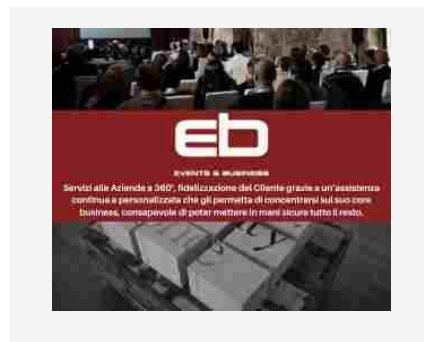 eb
EVENTS & BUSINESS
Servizi alle Aziende a 360°, fidelizzazione del Cliente grazie a un'assistenza
continua e personalizzata che gli permetta di concentrarsi sul suo core
business, consapevole di poter mettere in mani sicure tutto il resto.